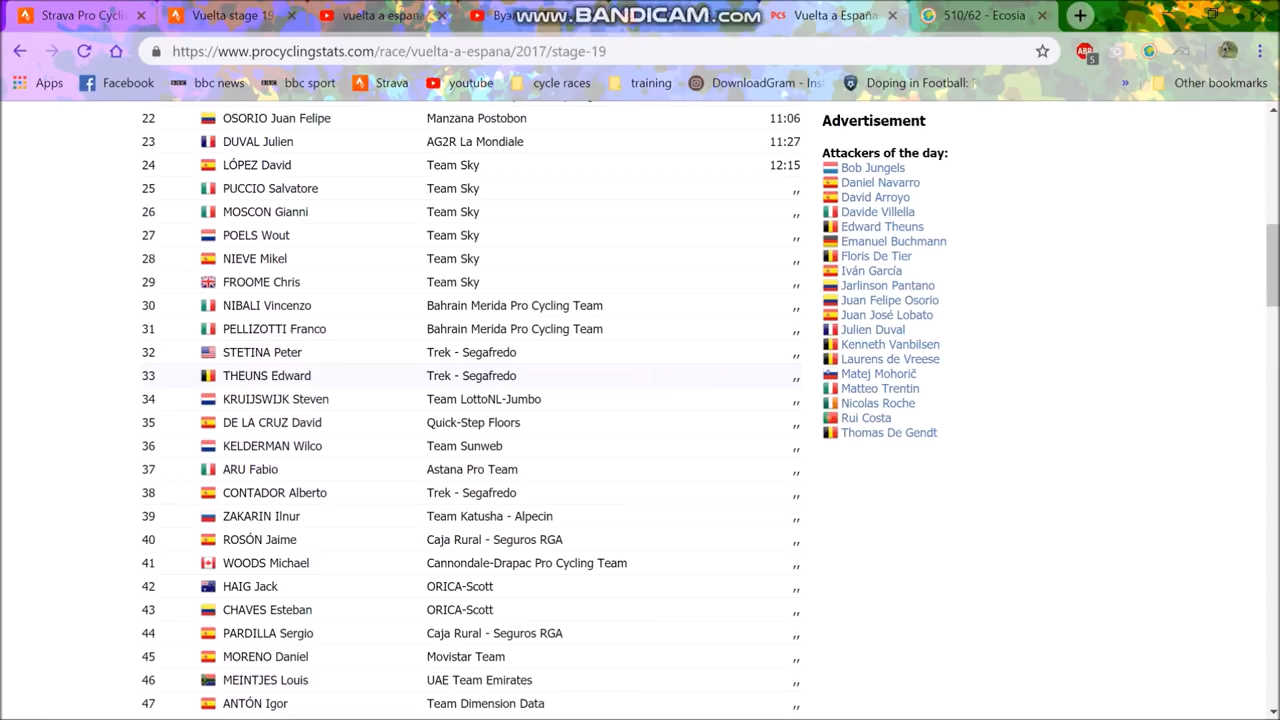 www.BANDICAM.com
Strava Pro Cycli
Vuelta stage 19
vuelta a espana
Вуэ
PCS Vuelta a España
510/62 - Ecosia
https://www.procyclingstats.com/race/vuelta-a-espana/2017/stage-19
ABP 5
Apps Facebook bbc news bbc sport Strava youtube cycle races training DownloadGram - Inst Doping in Football: T » Other bookmarks
22 OSORIO Juan Felipe Manzana Postobon 11:06
23 DUVAL Julien AG2R La Mondiale 11:27
24 LÓPEZ David Team Sky 12:15
25 PUCCIO Salvatore Team Sky ,,
26 MOSCON Gianni Team Sky ,,
27 POELS Wout Team Sky ,,
28 NIEVE Mikel Team Sky ,,
29 FROOME Chris Team Sky ,,
30 NIBALI Vincenzo Bahrain Merida Pro Cycling Team ,,
31 PELLIZOTTI Franco Bahrain Merida Pro Cycling Team ,,
32 STETINA Peter Trek - Segafredo ,,
33 THEUNS Edward Trek - Segafredo ,,
34 KRUIJSWIJK Steven Team LottoNL-Jumbo ,,
35 DE LA CRUZ David Quick-Step Floors ,,
36 KELDERMAN Wilco Team Sunweb ,,
37 ARU Fabio Astana Pro Team ,,
38 CONTADOR Alberto Trek - Segafredo ,,
39 ZAKARIN Ilnur Team Katusha - Alpecin ,,
40 ROSÓN Jaime Caja Rural - Seguros RGA ,,
41 WOODS Michael Cannondale-Drapac Pro Cycling Team ,,
42 HAIG Jack ORICA-Scott ,,
43 CHAVES Esteban ORICA-Scott ,,
44 PARDILLA Sergio Caja Rural - Seguros RGA ,,
45 MORENO Daniel Movistar Team ,,
46 MEINTJES Louis UAE Team Emirates ,,
47 ANTÓN Igor Team Dimension Data ,,
Advertisement
Attackers of the day:
Bob Jungels
Daniel Navarro
David Arroyo
Davide Villella
Edward Theuns
Emanuel Buchmann
Floris De Tier
Iván García
Jarlinson Pantano
Juan Felipe Osorio
Juan José Lobato
Julien Duval
Kenneth Vanbilsen
Laurens de Vreese
Matej Mohorič
Matteo Trentin
Nicolas Roche
Rui Costa
Thomas De Gendt